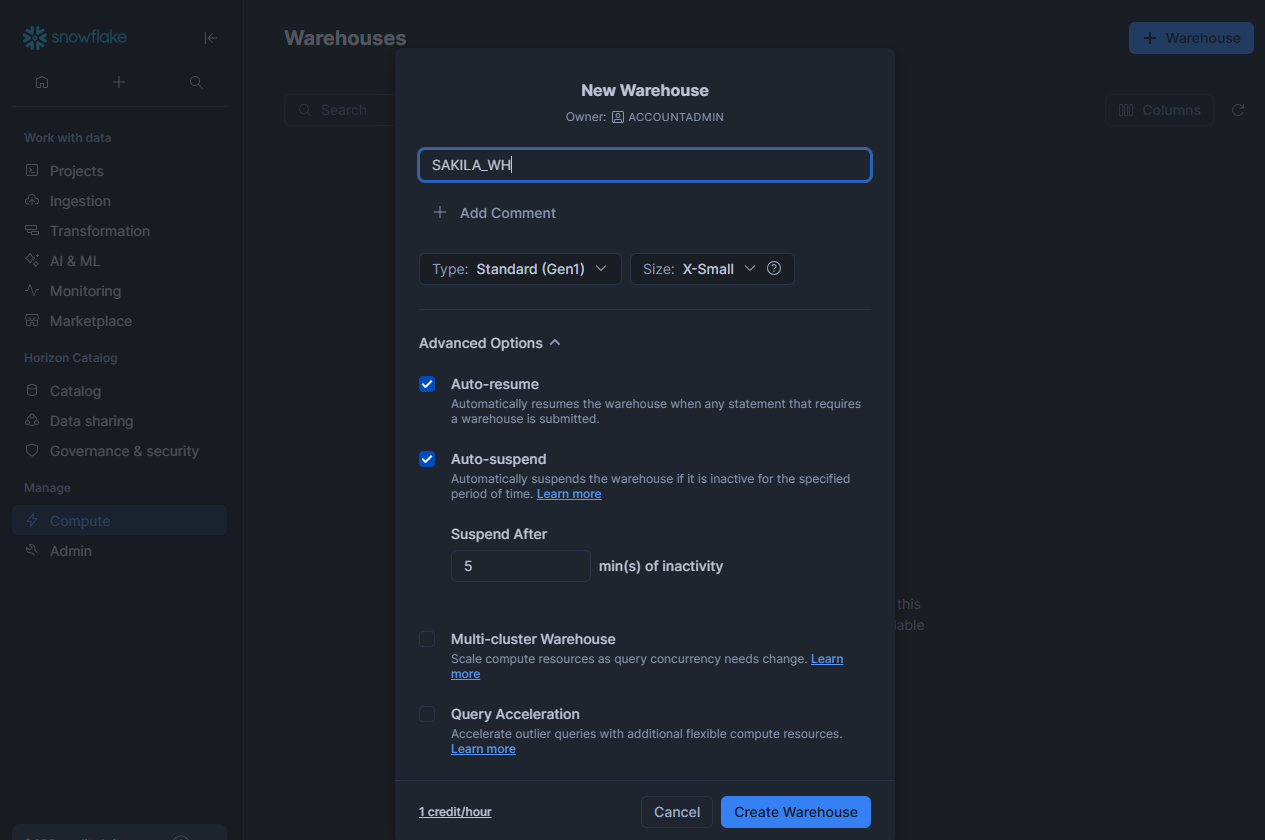 snowflake
Warehouses
Warehouse
Search
Columns
Work with data
Projects
Ingestion
Transformation
AI & ML
Monitoring
Marketplace
Horizon Catalog
Catalog
Data sharing
Governance & security
Manage
Compute
Admin
New Warehouse
Owner: ACCOUNTADMIN
SAKILA_WH
Add Comment
Type: Standard (Gen1)
Size: X-Small
Advanced Options
Auto-resume
Automatically resumes the warehouse when any statement that requires
a warehouse is submitted.
Auto-suspend
Automatically suspends the warehouse if it is inactive for the specified
period of time. Learn more
Suspend After
5 min(s) of inactivity
this
Multi-cluster Warehouse
Scale compute resources as query concurrency needs change. Learn
more
Query Acceleration
Accelerate outlier queries with additional flexible compute resources.
Learn more
1 credit/hour
Cancel
Create Warehouse